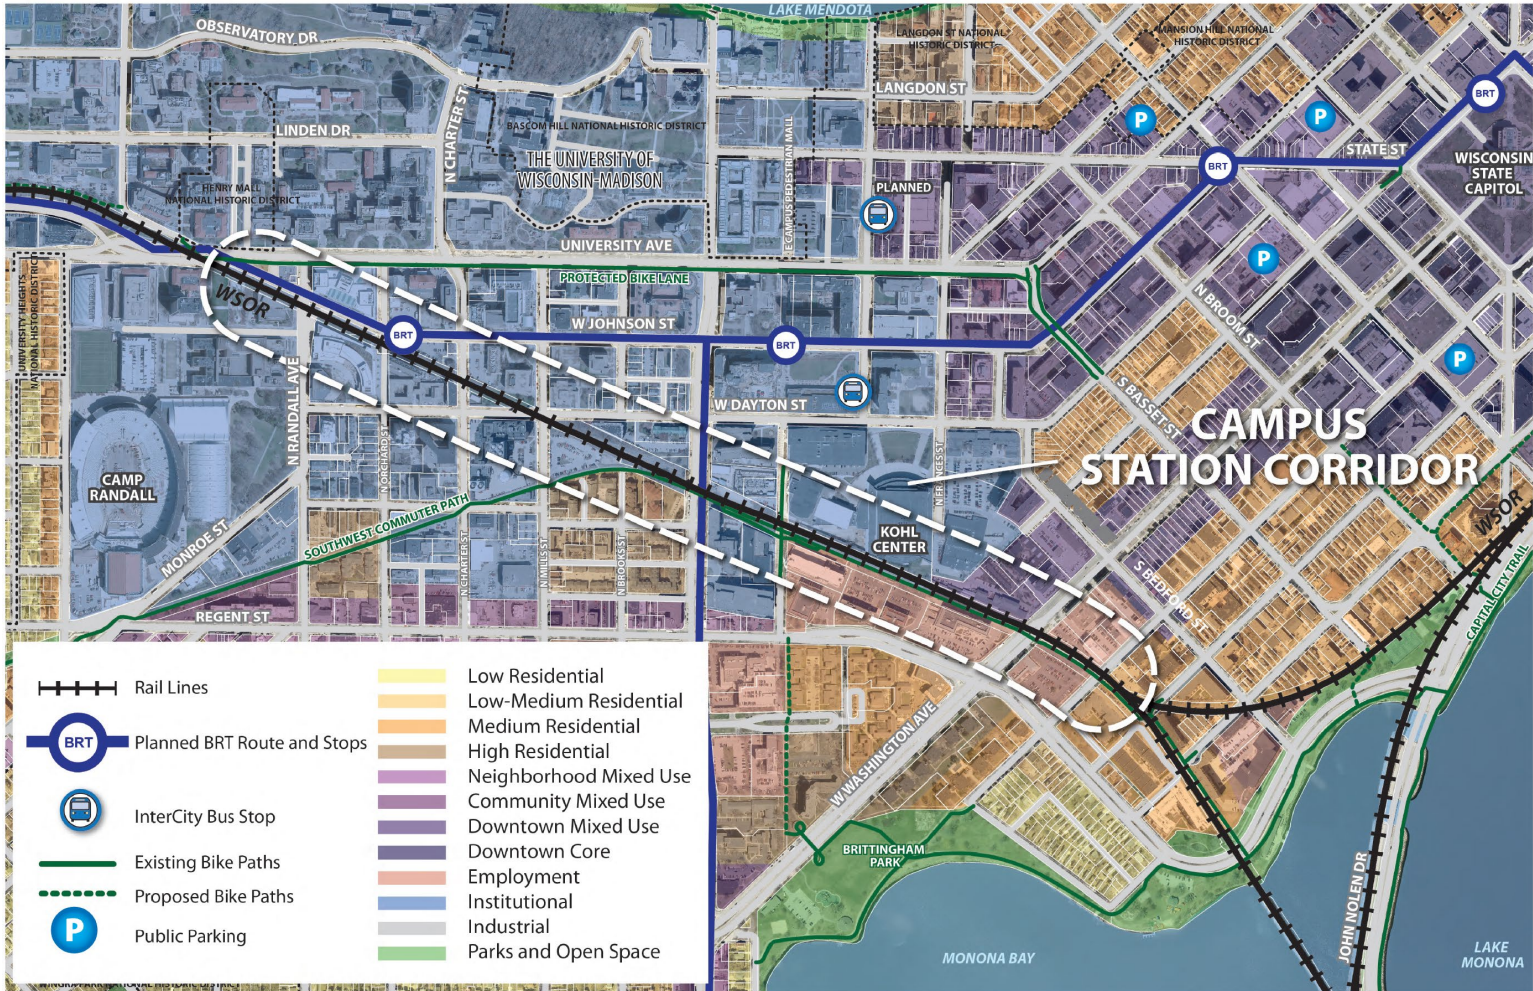 LAKE MENDOTA
OBSERVATORY DR
LANGDON ST NATIONAL
HISTORIC DISTRICT
MANSION HILL NATIONAL
HISTORIC DISTRICT
LANGDON ST
BRT
P
P
N CHARTER ST
LINDEN DR
BASCOM HILL NATIONAL HISTORIC DISTRICT
E CAMPUS PEDESTRIAN MALL
STATE ST
BRT
WISCONSIN
STATE
CAPITOL
THE UNIVERSITY OF
WISCONSIN-MADISON
HENRY MALL
NATIONAL HISTORIC DISTRICT
PLANNED
UNIVERSITY AVE
PROTECTED BIKE LANE
P
UNIVERSITY HEIGHTS
NATIONAL HISTORIC DISTRICT
WSOR
N BROOM ST
W JOHNSON ST
BRT
BRT
P
N RANDALL AVE
W DAYTON ST
S BASSET ST
CAMPUS
STATION CORRIDOR
N ORCHARD ST
N FRANCES ST
CAMP
RANDALL
SOUTHWEST COMMUTER PATH
MONROE ST
KOHL
CENTER
WSOR
N CHARTER ST
N MILLS ST
N BROOKS ST
S BEDFORD ST
CAPITAL CITY TRAIL
REGENT ST
W WASHINGTON AVE
BRITTINGHAM
PARK
JOHN NOLEN DR
MONONA BAY
LAKE
MONONA
Rail Lines
BRT
Planned BRT Route and Stops
InterCity Bus Stop
Existing Bike Paths
Proposed Bike Paths
P
Public Parking
Low Residential
Low-Medium Residential
Medium Residential
High Residential
Neighborhood Mixed Use
Community Mixed Use
Downtown Mixed Use
Downtown Core
Employment
Institutional
Industrial
Parks and Open Space